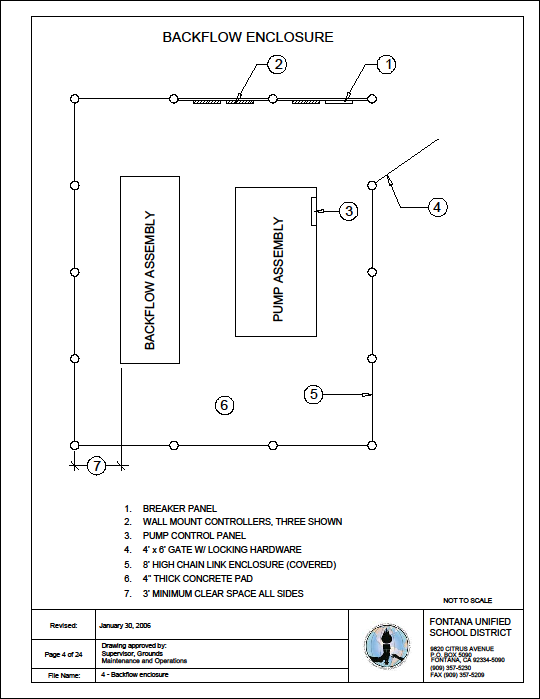 BACKFLOW ENCLOSURE
2
1
4
3
BACKFLOW ASSEMBLY
PUMP ASSEMBLY
5
6
7
1. BREAKER PANEL
2. WALL MOUNT CONTROLLERS, THREE SHOWN
3. PUMP CONTROL PANEL
4. 4' x 6' GATE W/ LOCKING HARDWARE
5. 8' HIGH CHAIN LINK ENCLOSURE (COVERED)
6. 4" THICK CONCRETE PAD
7. 3' MINIMUM CLEAR SPACE ALL SIDES
NOT TO SCALE
Revised: January 30, 2006
Page 4 of 24
Drawing approved by:
Supervisor, Grounds
Maintenance and Operations
File Name: 4 - Backflow enclosure
FONTANA UNIFIED
SCHOOL DISTRICT
9820 CITRUS AVENUE
P.O. BOX 5090
FONTANA, CA 92334-5090
(909) 357-5230
FAX (909) 357-5209